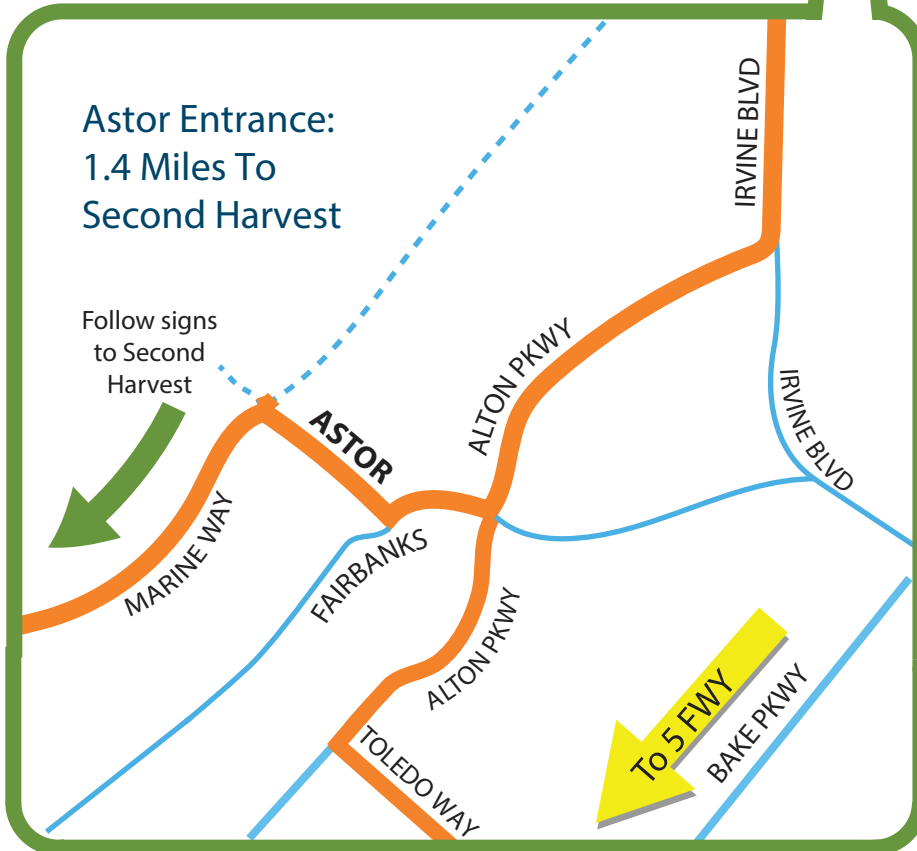 Astor Entrance:
1.4 Miles To
Second Harvest
IRVINE BLVD
Follow signs
to Second
Harvest
ALTON PKWY
IRVINE BLVD
ASTOR
MARINE WAY
FAIRBANKS
ALTON PKWY
TOLEDO WAY
To 5 FWY
BAKE PKWY